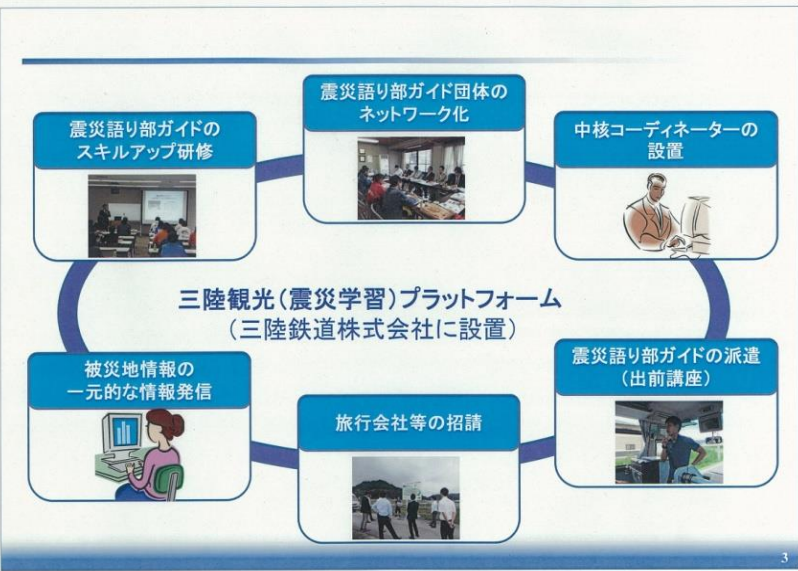 震災語り部ガイド団体の
ネットワーク化
震災語り部ガイドの
スキルアップ研修
中核コーディネーターの
設置
三陸観光（震災学習）プラットフォーム
（三陸鉄道株式会社に設置）
被災地情報の
一元的な情報発信
旅行会社等の招請
震災語り部ガイドの派遣
（出前講座）
3